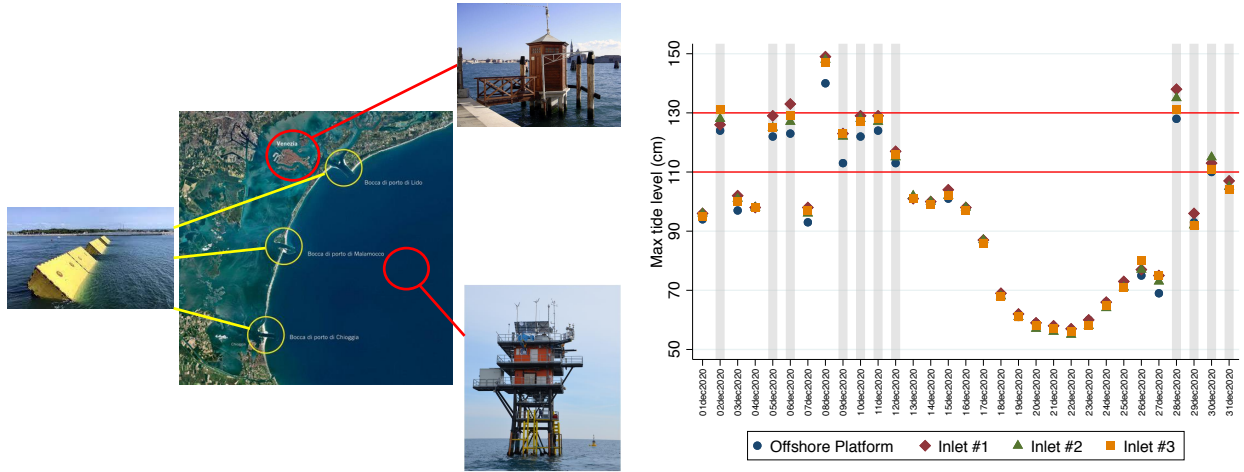 Venezia
Bocca di porto di Lido
Bocca di porto di Malamocco
Bocca di porto di Chioggia
Max tide level (cm)
150
130
110
90
70
50
01dec2020
02dec2020
03dec2020
04dec2020
05dec2020
06dec2020
07dec2020
08dec2020
09dec2020
10dec2020
11dec2020
12dec2020
13dec2020
14dec2020
15dec2020
16dec2020
17dec2020
18dec2020
19dec2020
20dec2020
21dec2020
22dec2020
23dec2020
24dec2020
25dec2020
26dec2020
27dec2020
28dec2020
29dec2020
30dec2020
31dec2020
Offshore Platform Inlet #1 Inlet #2 Inlet #3